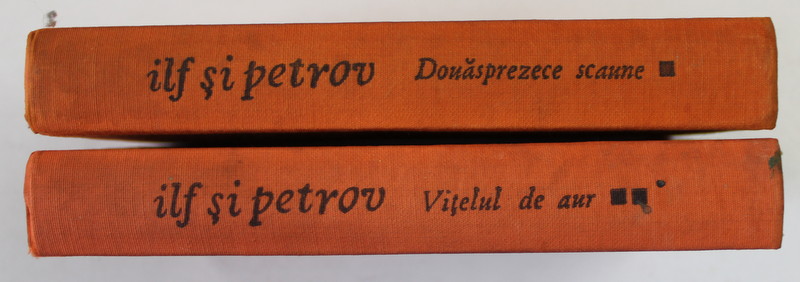 ilf şi petrov Douăsprezece scaune ■
ilf şi petrov Viţelul de aur ■■